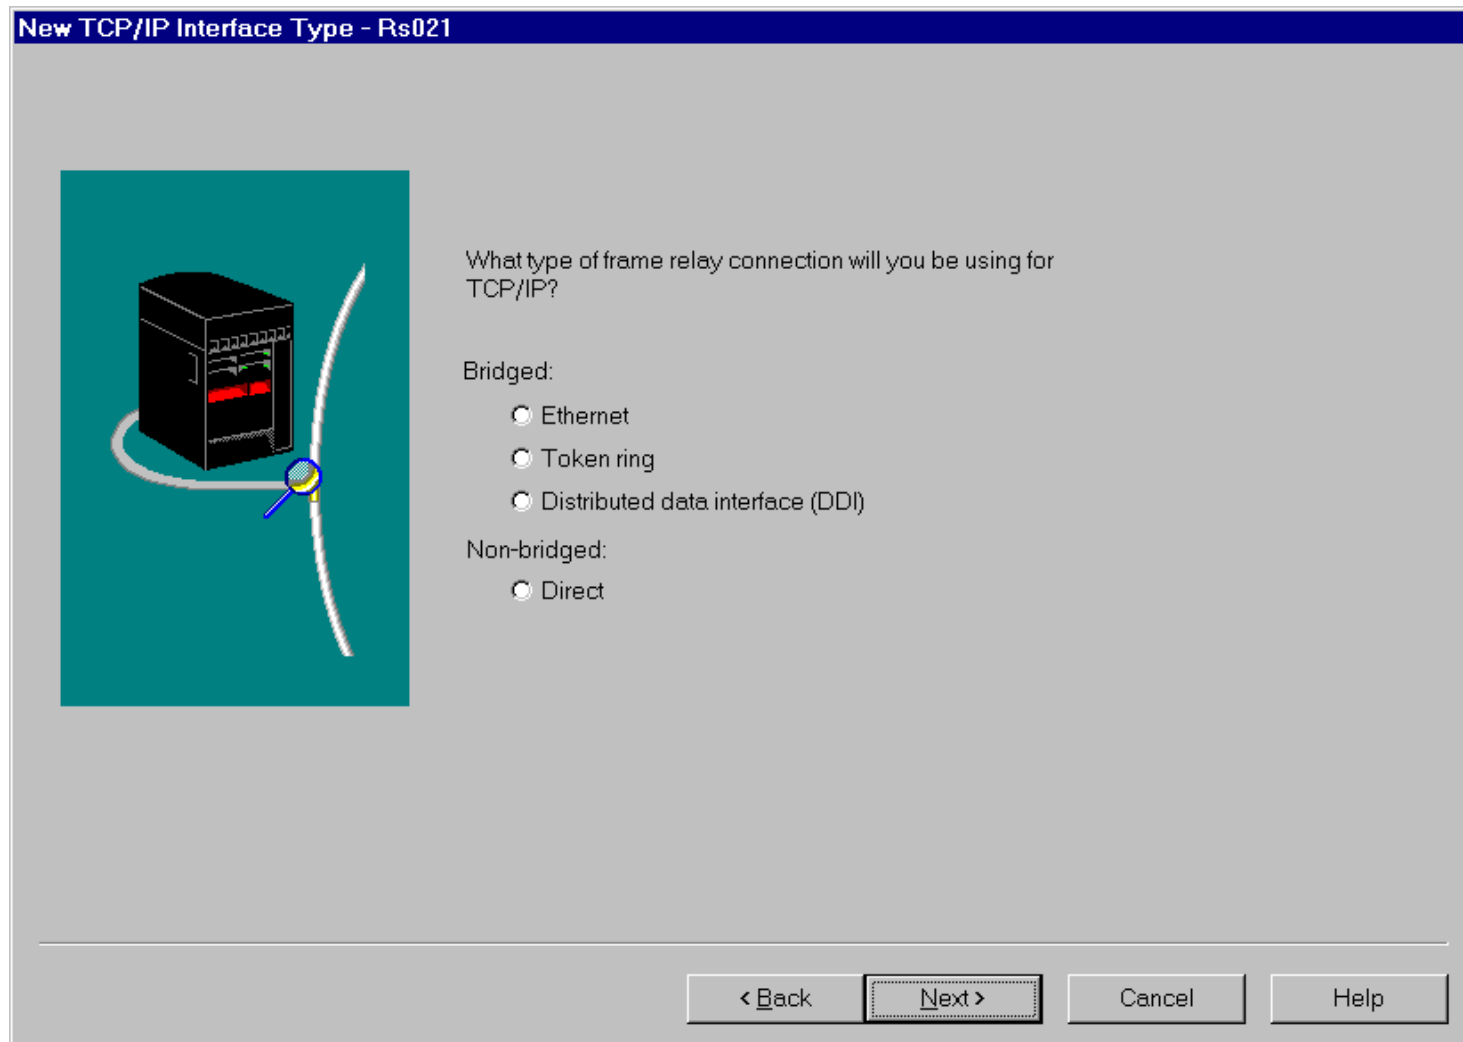 New TCP/IP Interface Type - Rs021
What type of frame relay connection will you be using for
TCP/IP?
Bridged:
Ethernet
Token ring
Distributed data interface (DDI)
Non-bridged:
Direct
< Back
Next >
Cancel
Help